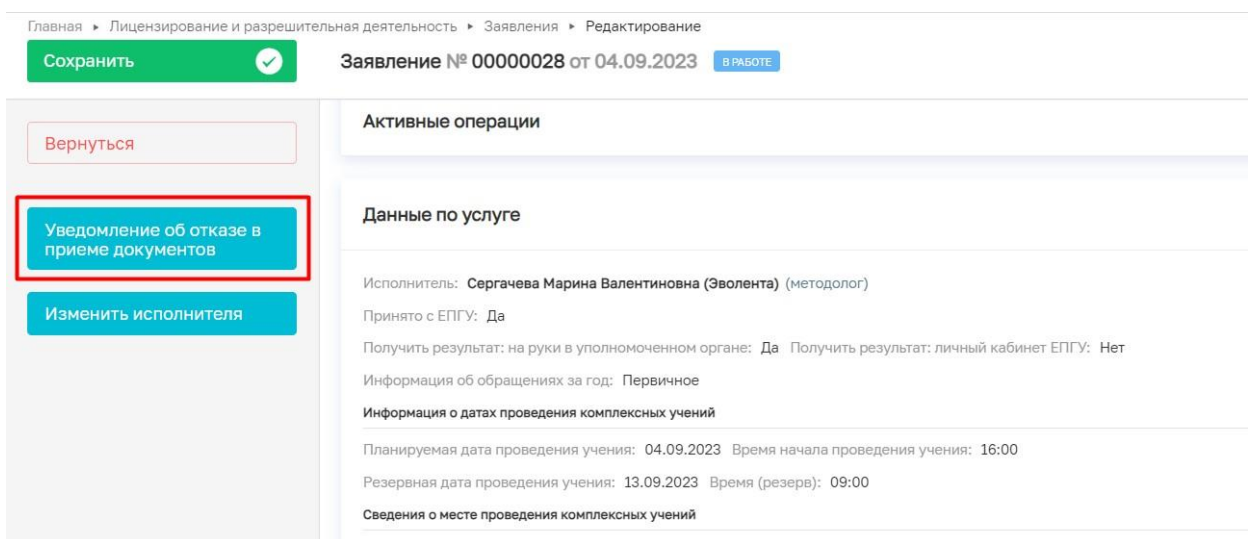 Главная ▸ Лицензирование и разрешительная деятельность ▸ Заявления ▸ Редактирование
Сохранить
Заявление № 00000028 от 04.09.2023 В РАБОТЕ
Вернуться
Уведомление об отказе в
приеме документов
Изменить исполнителя
Активные операции
Данные по услуге
Исполнитель: Сергачева Марина Валентиновна (Эволента) (методолог)
Принято с ЕПГУ: Да
Получить результат: на руки в уполномоченном органе: Да Получить результат: личный кабинет ЕПГУ: Нет
Информация об обращениях за год: Первичное
Информация о датах проведения комплексных учений
Планируемая дата проведения учения: 04.09.2023 Время начала проведения учения: 16:00
Резервная дата проведения учения: 13.09.2023 Время (резерв): 09:00
Сведения о месте проведения комплексных учений